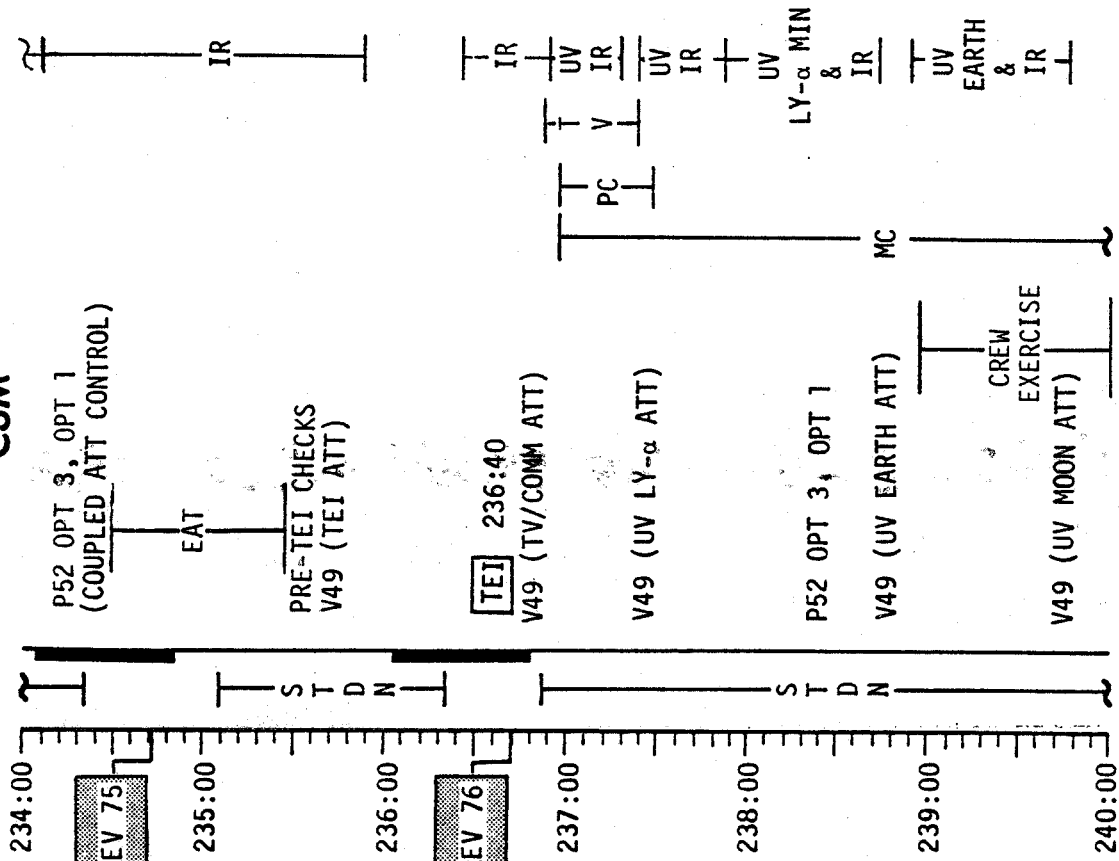 CSM
234:00
P52 OPT 3, OPT 1
(COUPLED ATT CONTROL)
IR
EV 75
EAT
235:00
STDN
PRE-TEI CHECKS
V49 (TEI ATT)
236:00
EV 76
TEI 236:40
IR
V49 (TV/COMM ATT)
TV
UV
IR
237:00
PC
V49 (UV LY-α ATT)
UV
IR
STDN
MC
238:00
UV
LY-α MIN
&
IR
P52 OPT 3, OPT 1
V49 (UV EARTH ATT)
239:00
CREW
EXERCISE
UV
EARTH
&
IR
V49 (UV MOON ATT)
240:00